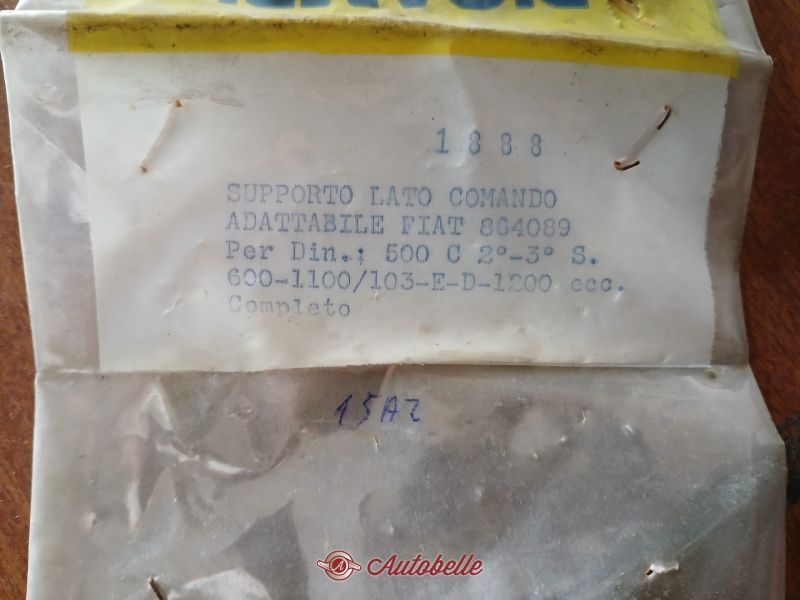 1888
SUPPORTO LATO COMANDO
ADATTABILE FIAT 864089
Per Din.: 500 C 2°-3° S.
600-1100/103-E-D-1200 ecc.
Completo
15AZ
Autobelle